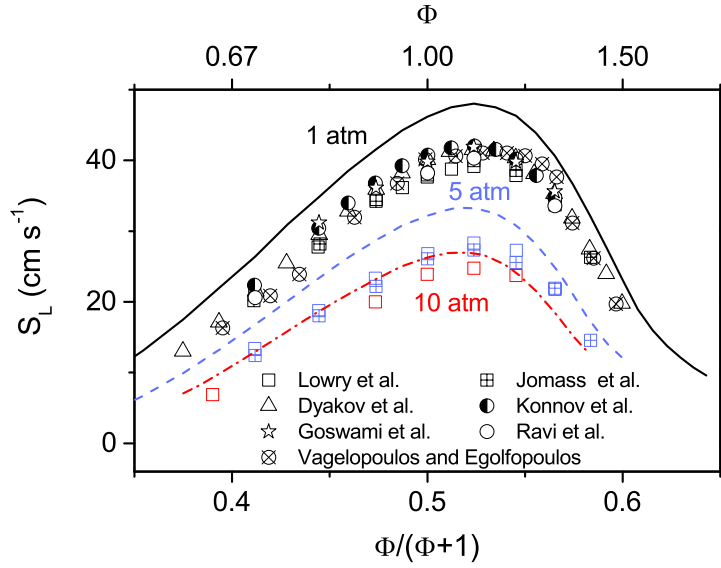 Φ
0.67 1.00 1.50
1 atm
40
5 atm
S_L (cm s⁻¹)
20
10 atm
Lowry et al. Jomass et al.
Dyakov et al. Konnov et al.
Goswami et al. Ravi et al.
0
Vagelopoulos and Egolfopoulos
0.4 0.5 0.6
Φ/(Φ+1)